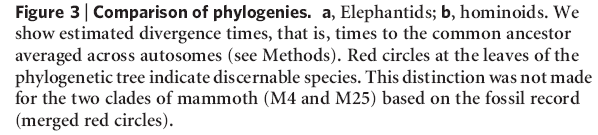 Figure 3 | Comparison of phylogenies. a, Elephantids; b, hominoids. We
show estimated divergence times, that is, times to the common ancestor
averaged across autosomes (see Methods). Red circles at the leaves of the
phylogenetic tree indicate discernable species. This distinction was not made
for the two clades of mammoth (M4 and M25) based on the fossil record
(merged red circles).